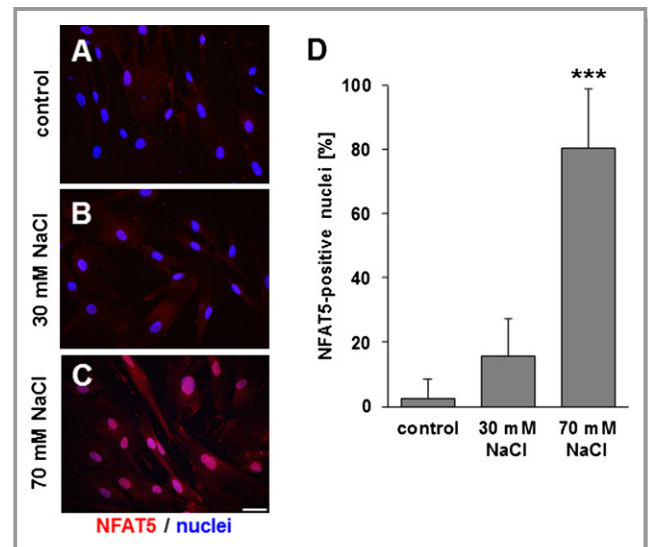 A
control
B
30 mM NaCl
C
70 mM NaCl
NFAT5 / nuclei
D
NFAT5-positive nuclei [%]
100
80
60
40
20
0
***
control
30 mM
NaCl
70 mM
NaCl